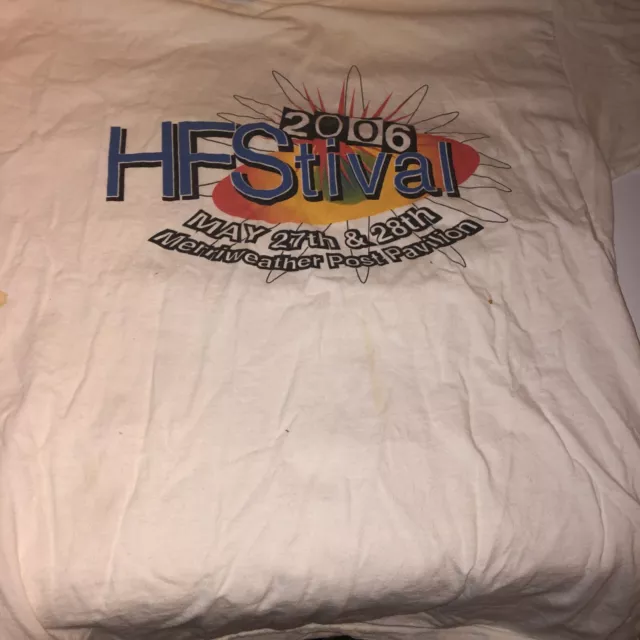 2006
HFStival
MAY 27th & 28th
Merriweather Post Pavilion